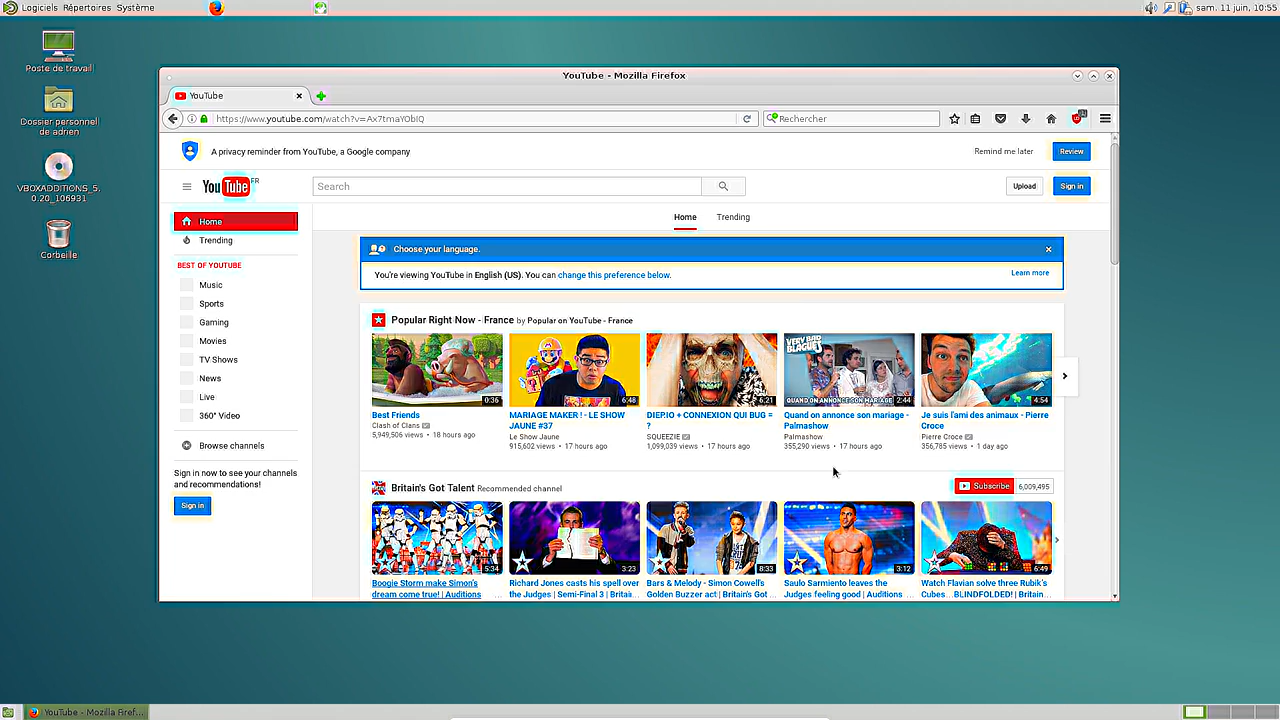 Logiciels Répertoires Système
sam. 11 juin, 10:55
Poste de travail
Dossier personnel
de adrien
VBOXADDITIONS_5.
0.20_106931
Corbeille
YouTube - Mozilla Firefox
YouTube
https://www.youtube.com/watch?v=
Rechercher
A privacy reminder from YouTube, a Google company
Remind me later
Review
YouTube FR
Search
Upload
Sign in
Home
Trending
BEST OF YOUTUBE
Music
Sports
Gaming
Movies
TV Shows
News
Live
360° Video
Browse channels
Sign in now to see your channels
and recommendations!
Sign in
Home Trending
Choose your language.
You're viewing YouTube in English (US). You can change this preference below.
Learn more
Popular Right Now - France by Popular on YouTube - France
0:36
Best Friends
Clash of Clans
5,949,506 views • 18 hours ago
6:48
MARIAGE MAKER ! - LE SHOW
JAUNE #37
Le Show Jaune
915,602 views • 17 hours ago
6:21
DIEP.IO + CONNEXION QUI BUG =
?
SQUEEZIE
1,099,039 views • 17 hours ago
VERY BAD
BLAGUES
QUAND ON ANNONCE SON MARIAGE
2:44
Quand on annonce son mariage -
Palmashow
Palmashow
355,290 views • 17 hours ago
4:54
Je suis l'ami des animaux - Pierre
Croce
Pierre Croce
356,785 views • 1 day ago
Britain's Got Talent Recommended channel
Subscribe
6,009,495
5:34
Boogie Storm make Simon's
dream come true! | Auditions ...
3:23
Richard Jones casts his spell over
the Judges | Semi-Final 3 | Britai...
8:33
Bars & Melody - Simon Cowell's
Golden Buzzer act | Britain's Got ...
3:12
Saulo Sarmiento leaves the
Judges feeling good | Auditions ...
6:49
Watch Flavian solve three Rubik's
Cubes... BLINDFOLDED! | Britain...
YouTube - Mozilla Firef...